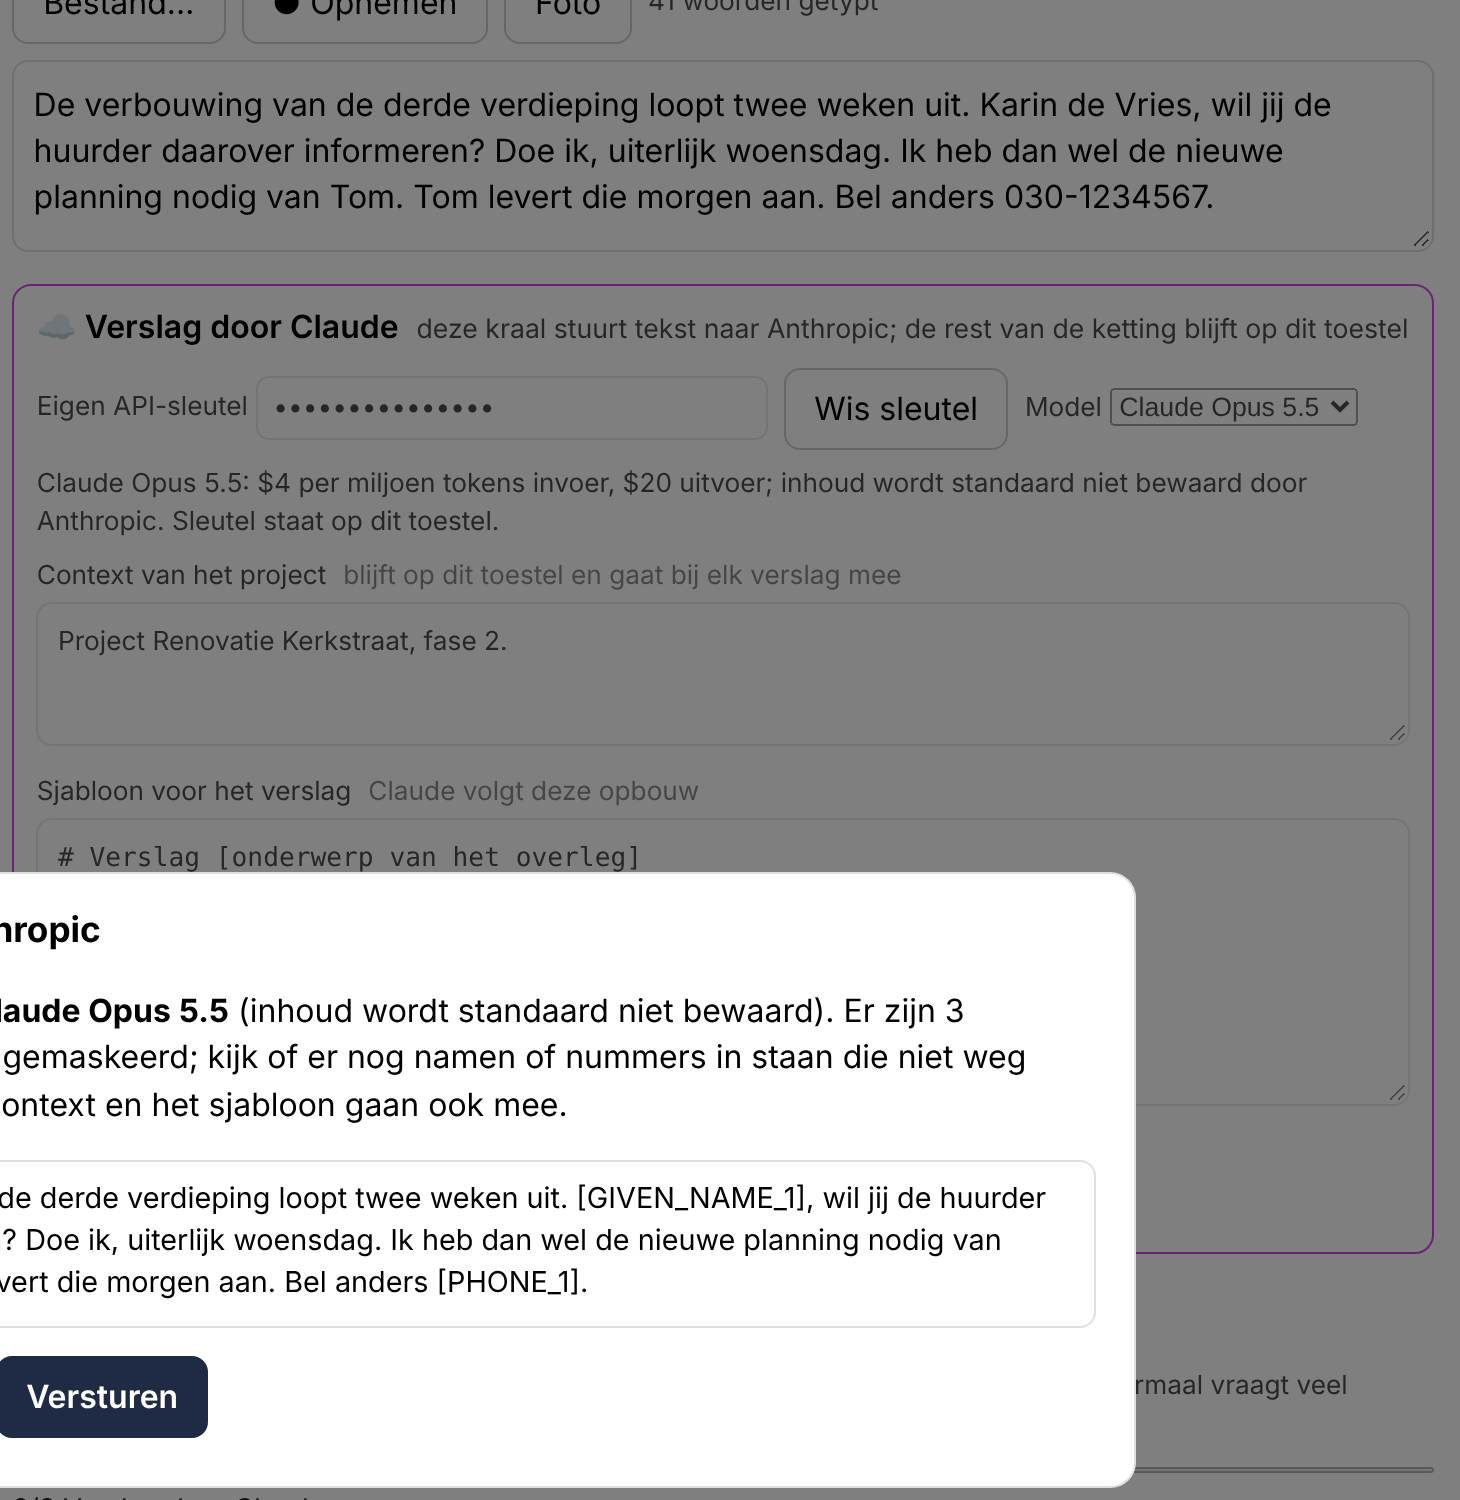 Bestand... ● Opnemen Foto 41 woorden getypt
De verbouwing van de derde verdieping loopt twee weken uit. Karin de Vries, wil jij de
huurder daarover informeren? Doe ik, uiterlijk woensdag. Ik heb dan wel de nieuwe
planning nodig van Tom. Tom levert die morgen aan. Bel anders 030-1234567.
☁️ Verslag door Claude deze kraal stuurt tekst naar Anthropic; de rest van de ketting blijft op dit toestel
Eigen API-sleutel ••••••••••••••• Wis sleutel Model Claude Opus 5.5
Claude Opus 5.5: $4 per miljoen tokens invoer, $20 uitvoer; inhoud wordt standaard niet bewaard door
Anthropic. Sleutel staat op dit toestel.
Context van het project blijft op dit toestel en gaat bij elk verslag mee
Project Renovatie Kerkstraat, fase 2.
Sjabloon voor het verslag Claude volgt deze opbouw
# Verslag [onderwerp van het overleg]
hropic
laude Opus 5.5 (inhoud wordt standaard niet bewaard). Er zijn 3
gemaskeerd; kijk of er nog namen of nummers in staan die niet weg
ontext en het sjabloon gaan ook mee.
de derde verdieping loopt twee weken uit. [GIVEN_NAME_1], wil jij de huurder
? Doe ik, uiterlijk woensdag. Ik heb dan wel de nieuwe planning nodig van
vert die morgen aan. Bel anders [PHONE_1].
Versturen
rmaal vraagt veel